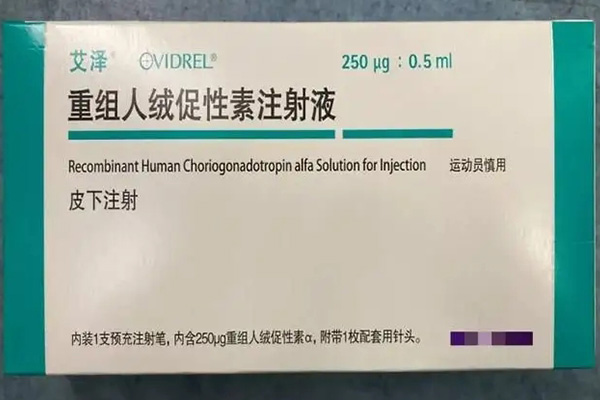 艾泽® OVIDREL® 250 μg : 0.5 ml
重组人绒促性素注射液
Recombinant Human Choriogonadotropin alfa Solution for Injection 运动员慎用
皮下注射
内装1支预充注射笔，内含250μg重组人绒促性素α，附带1枚配套用针头。